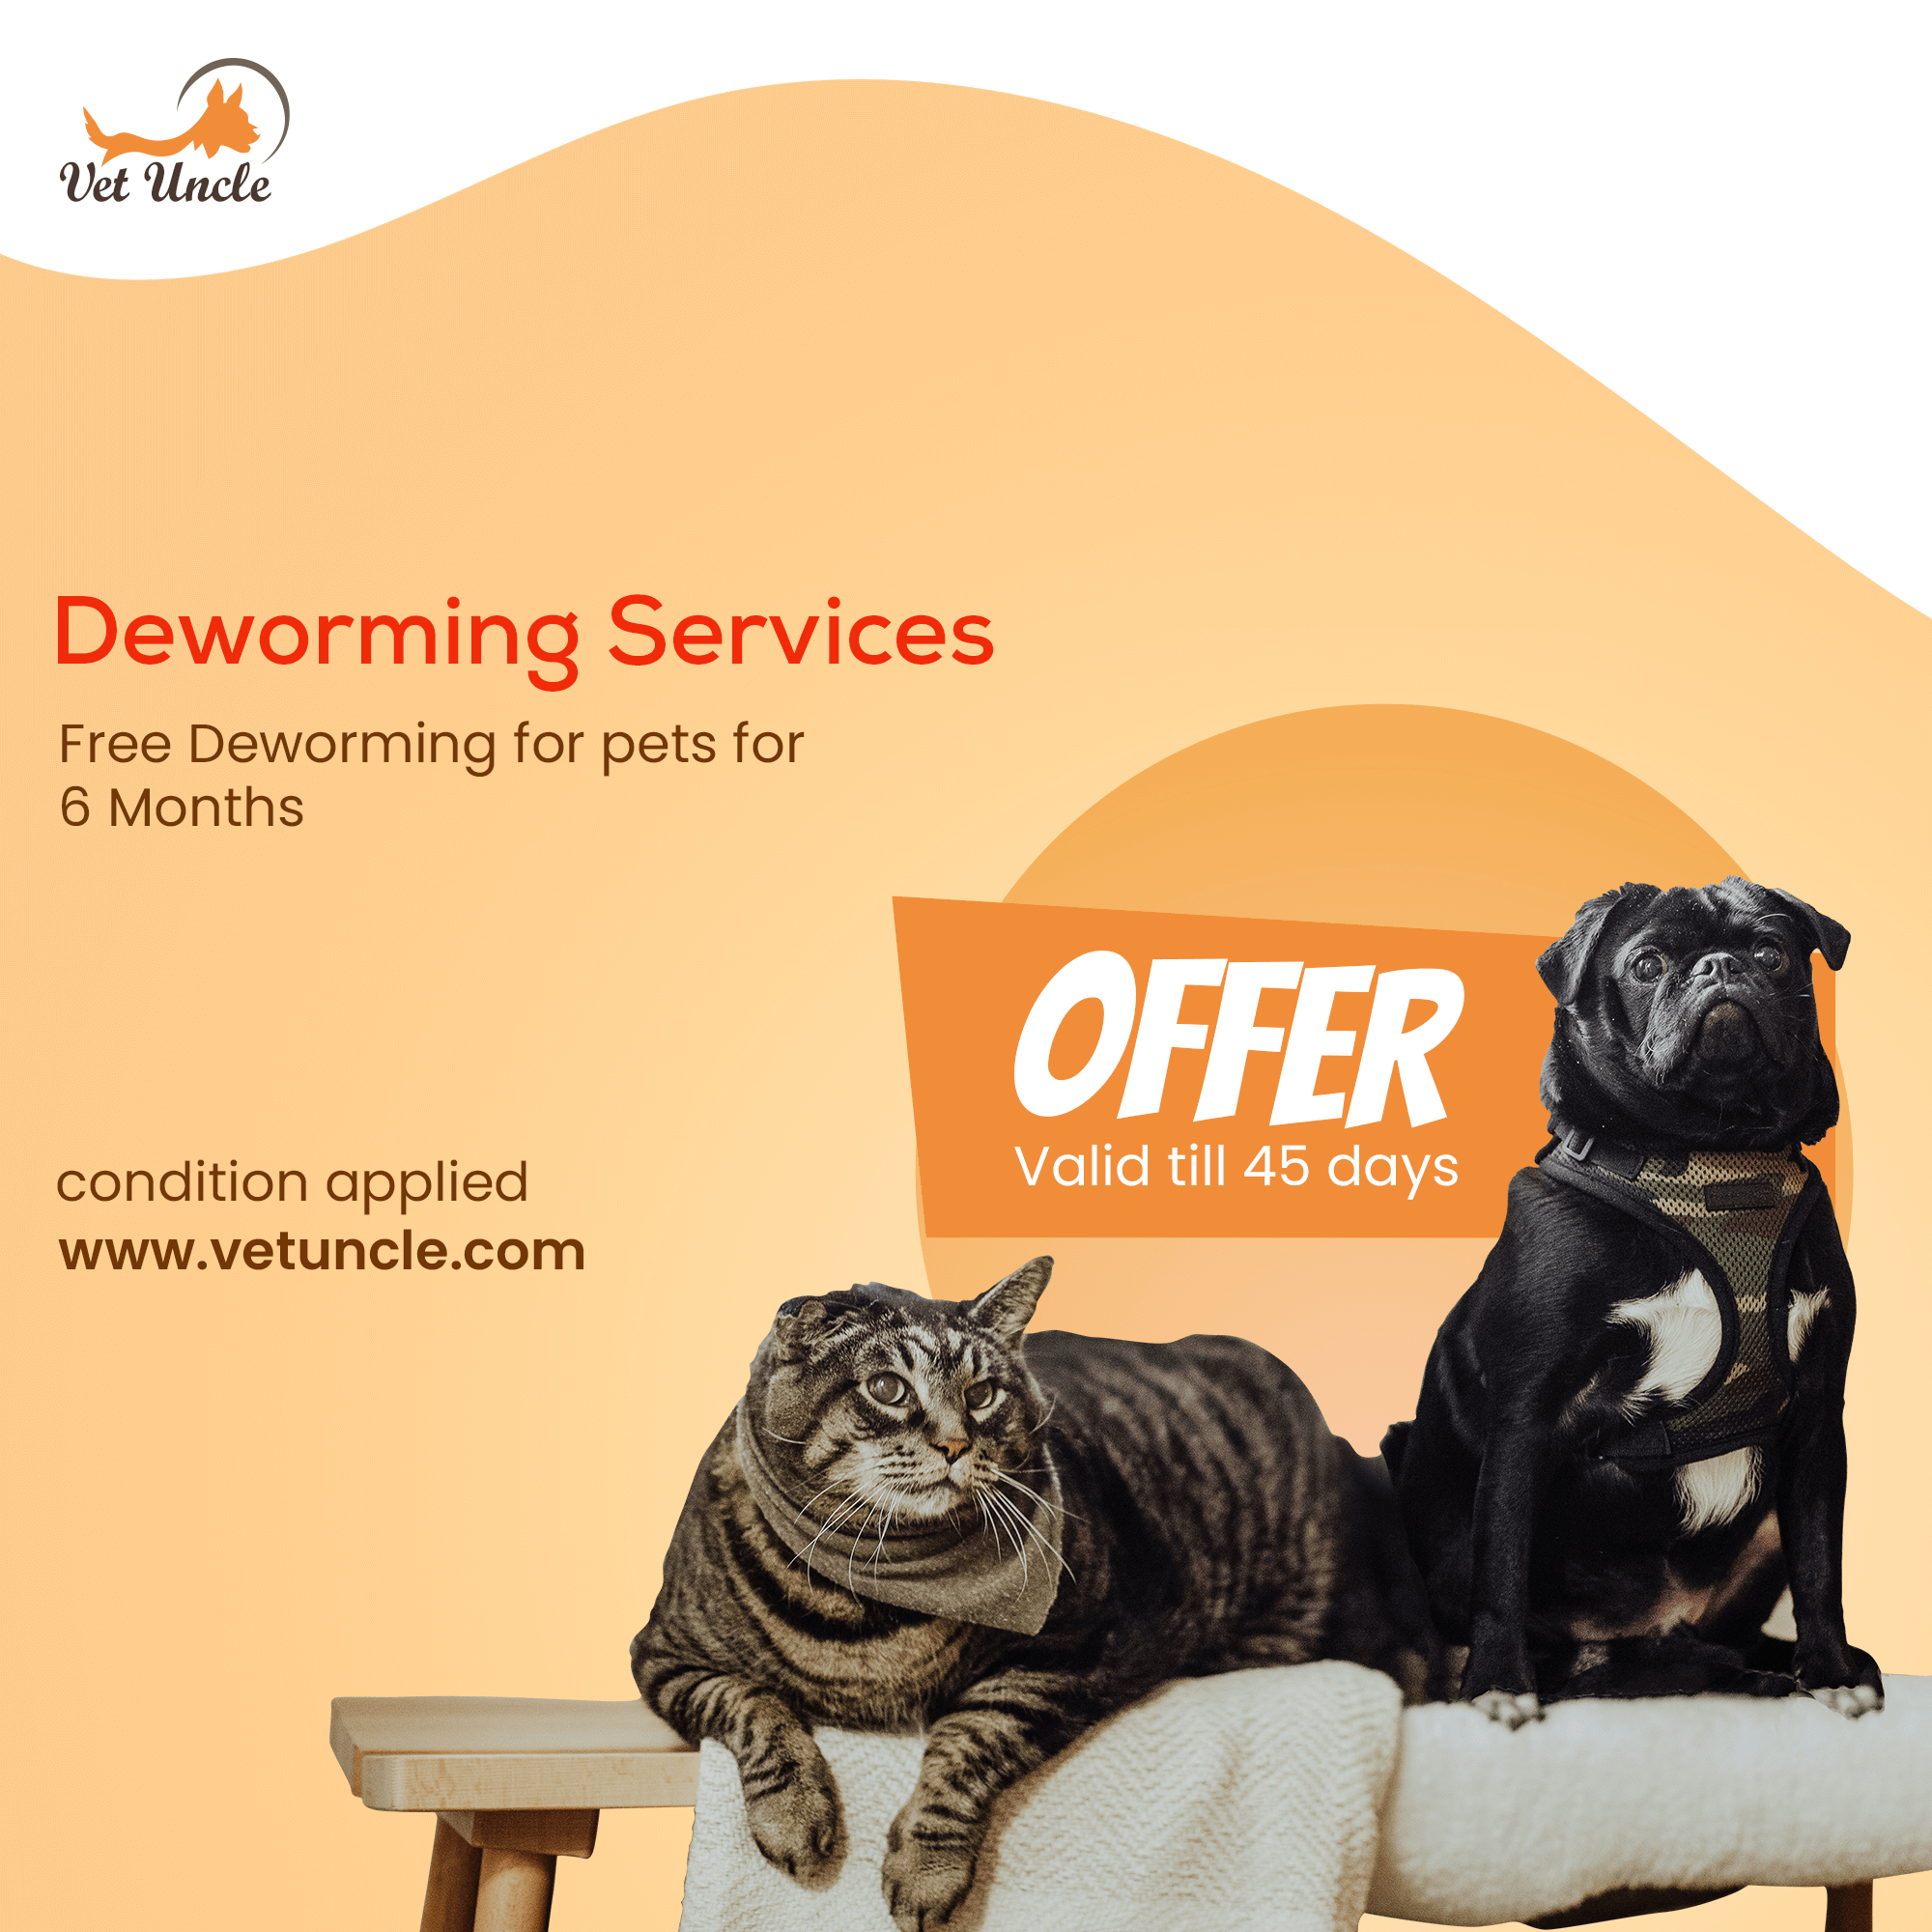 Vet Uncle
Deworming Services
Free Deworming for pets for
6 Months
OFFER
Valid till 45 days
condition applied
www.vetuncle.com